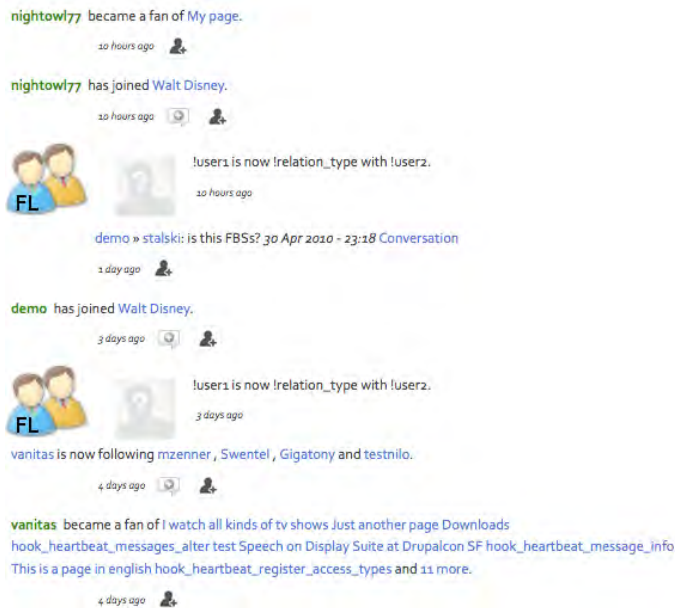 nightowl77 became a fan of My page.
10 hours ago
nightowl77 has joined Walt Disney.
10 hours ago
FL
!user1 is now !relation_type with !user2.
10 hours ago
demo » stalski: is this FBSs? 30 Apr 2010 - 23:18 Conversation
1 day ago
demo has joined Walt Disney.
3 days ago
FL
!user1 is now !relation_type with !user2.
3 days ago
vanitas is now following mzenner , Swentel , Gigatony and testnilo.
4 days ago
vanitas became a fan of I watch all kinds of tv shows Just another page Downloads
hook_heartbeat_messages_alter test Speech on Display Suite at Drupalcon SF hook_heartbeat_message_info
This is a page in english hook_heartbeat_register_access_types and 11 more.
4 days ago